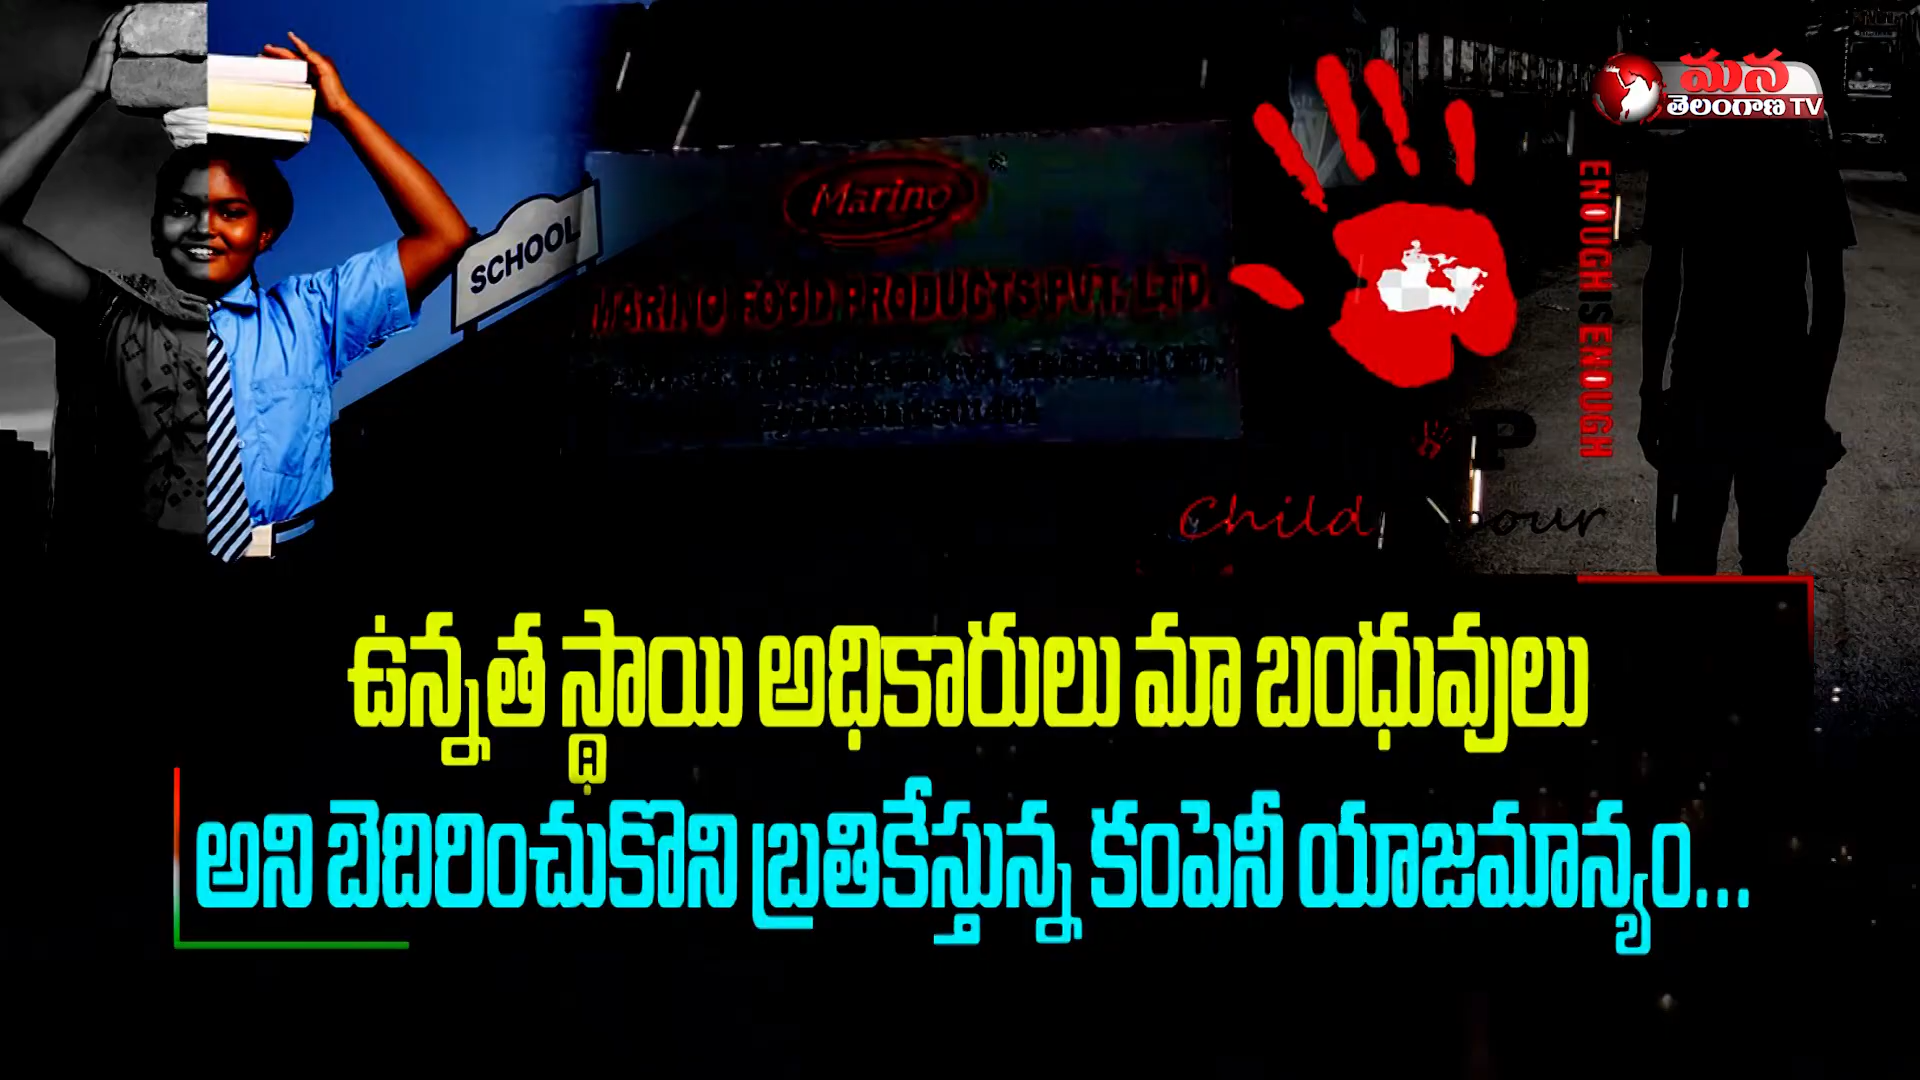 మన
తెలంగాణ TV
SCHOOL
Marino
MARINO FOOD PRODUCTS PVT. LTD.
ENOUGH IS ENOUGH
P
Child our
ఉన్నత స్థాయి అధికారులు మా బంధువులు
అని బెదిరించుకొని బ్రతికేస్తున్న కంపెనీ యాజమాన్యం...